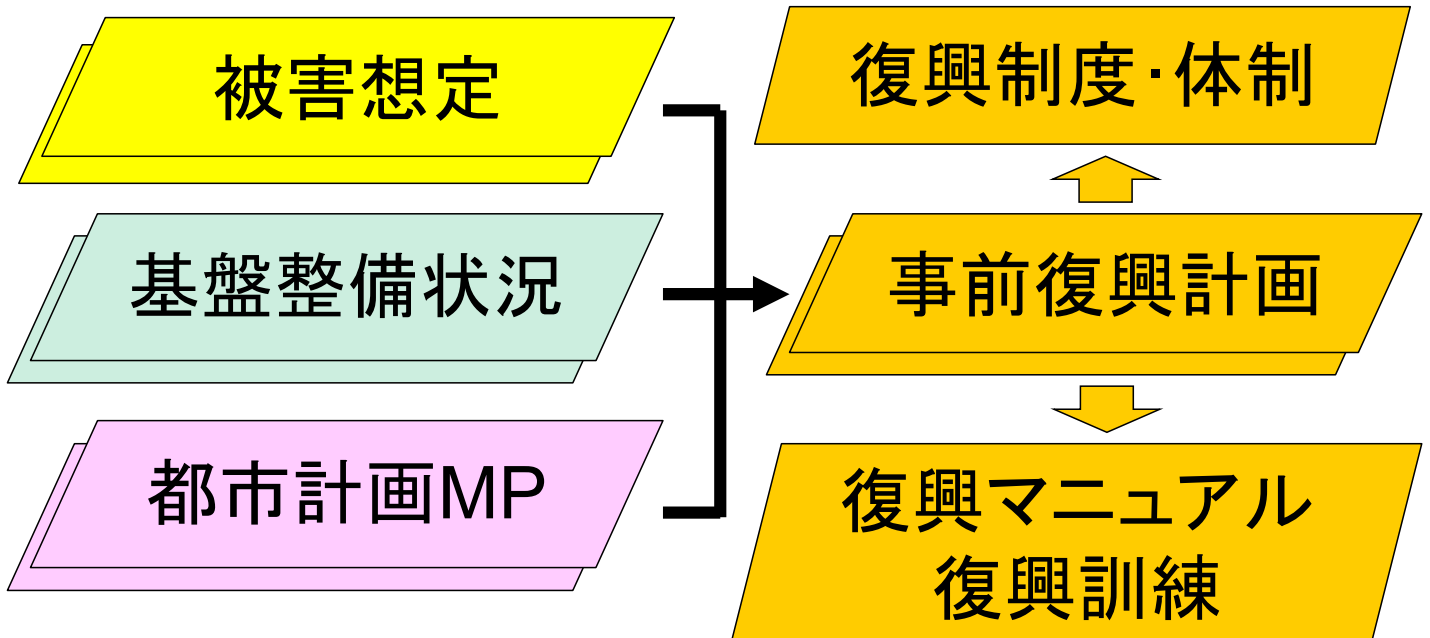 被害想定
基盤整備状況
都市計画MP
復興制度・体制
事前復興計画
復興マニュアル
復興訓練